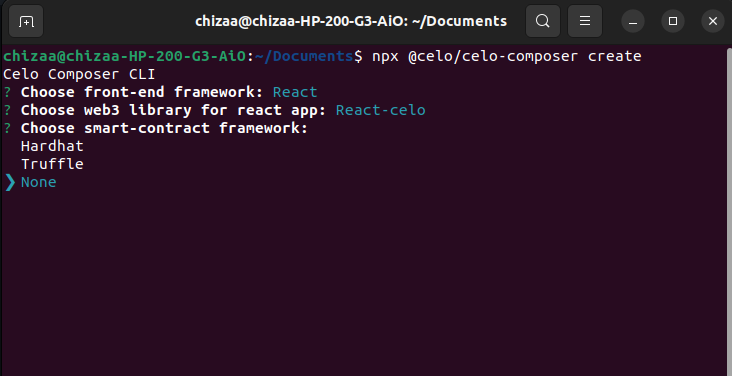 chizaa@chizaa-HP-200-G3-AiO: ~/Documents
chizaa@chizaa-HP-200-G3-AiO:~/Documents$ npx @celo/celo-composer create
Celo Composer CLI
? Choose front-end framework: React
? Choose web3 library for react app: React-celo
? Choose smart-contract framework:
  Hardhat
  Truffle
❯ None